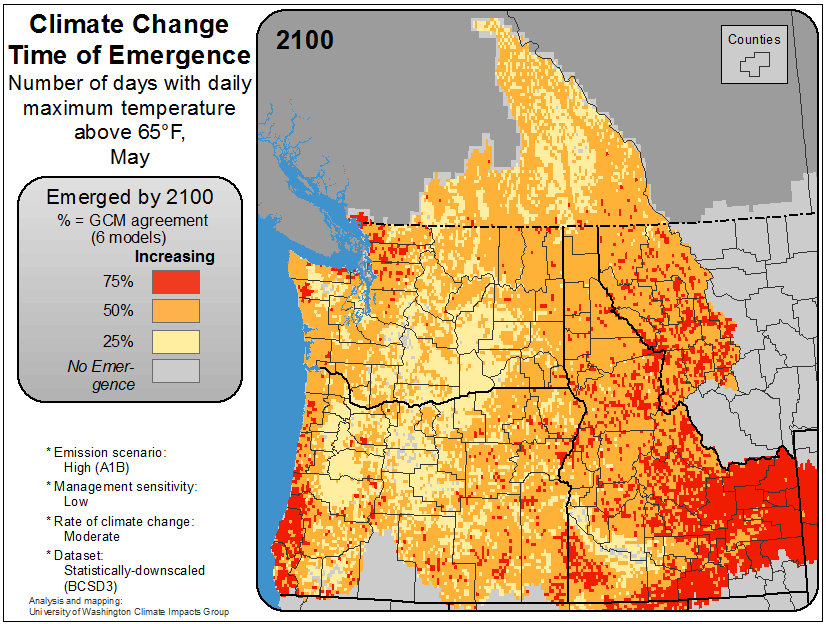 Climate Change
Time of Emergence
Number of days with daily
maximum temperature
above 65°F,
May
Emerged by 2100
% = GCM agreement
(6 models)
Increasing
75%
50%
25%
No Emer-
gence
* Emission scenario:
High (A1B)
* Management sensitivity:
Low
* Rate of climate change:
Moderate
* Dataset:
Statistically-downscaled
(BCSD3)
Analysis and mapping:
University of Washington Climate Impacts Group
2100
Counties